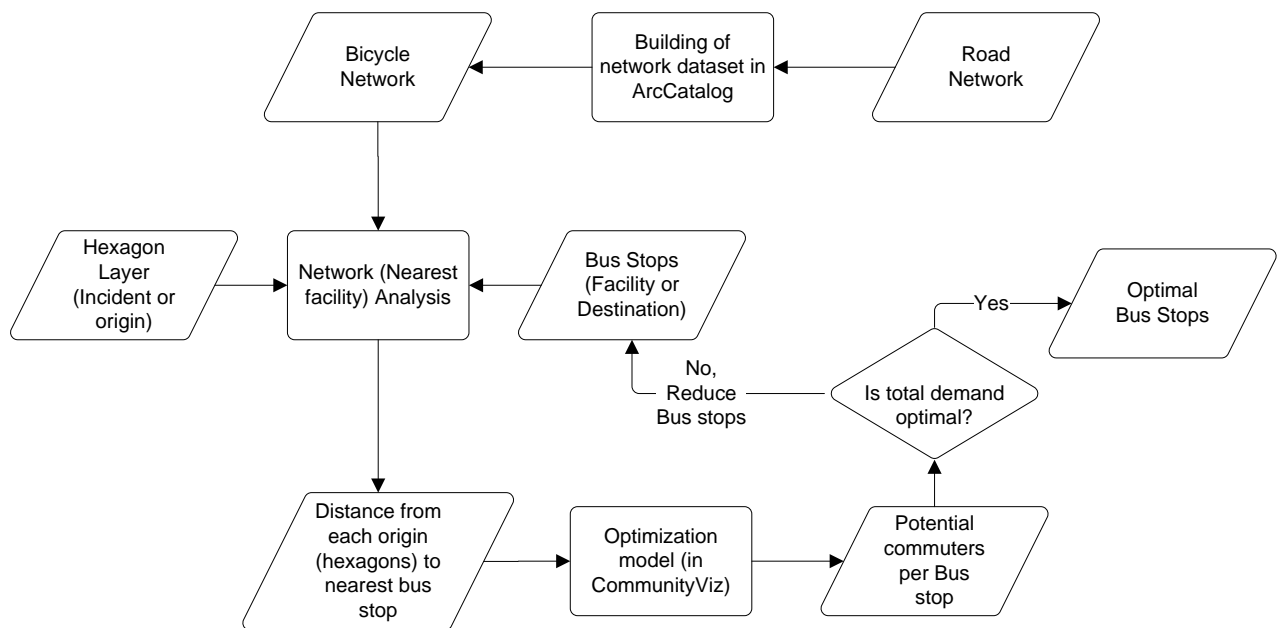 Bicycle
Network
Building of
network dataset in
ArcCatalog
Road
Network
Hexagon
Layer
(Incident or
origin)
Network (Nearest
facility) Analysis
Bus Stops
(Facility or
Destination)
Yes
Optimal
Bus Stops
No,
Reduce
Bus stops
Is total demand
optimal?
Distance from
each origin
(hexagons) to
nearest bus
stop
Optimization
model (in
CommunityViz)
Potential
commuters
per Bus
stop